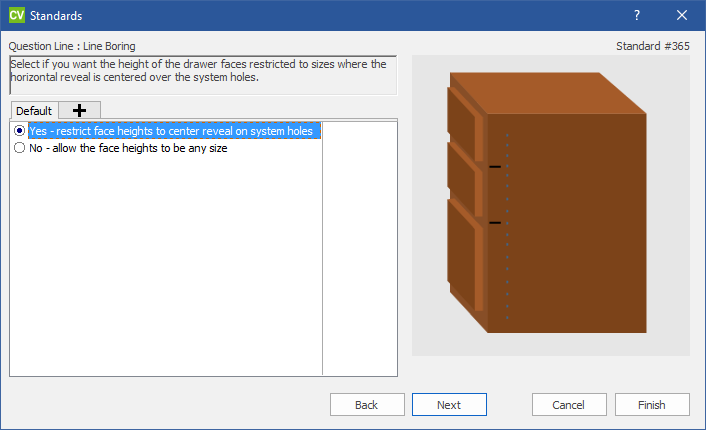 CV Standards
Question Line : Line Boring
Standard #365
Select if you want the height of the drawer faces restricted to sizes where the
horizontal reveal is centered over the system holes.
Default
Yes - restrict face heights to center reveal on system holes
No - allow the face heights to be any size
Back
Next
Cancel
Finish